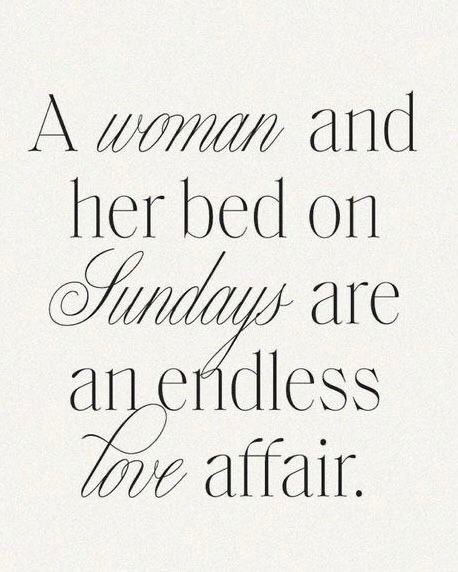 A woman and
her bed on
Sundays are
an endless
love affair.